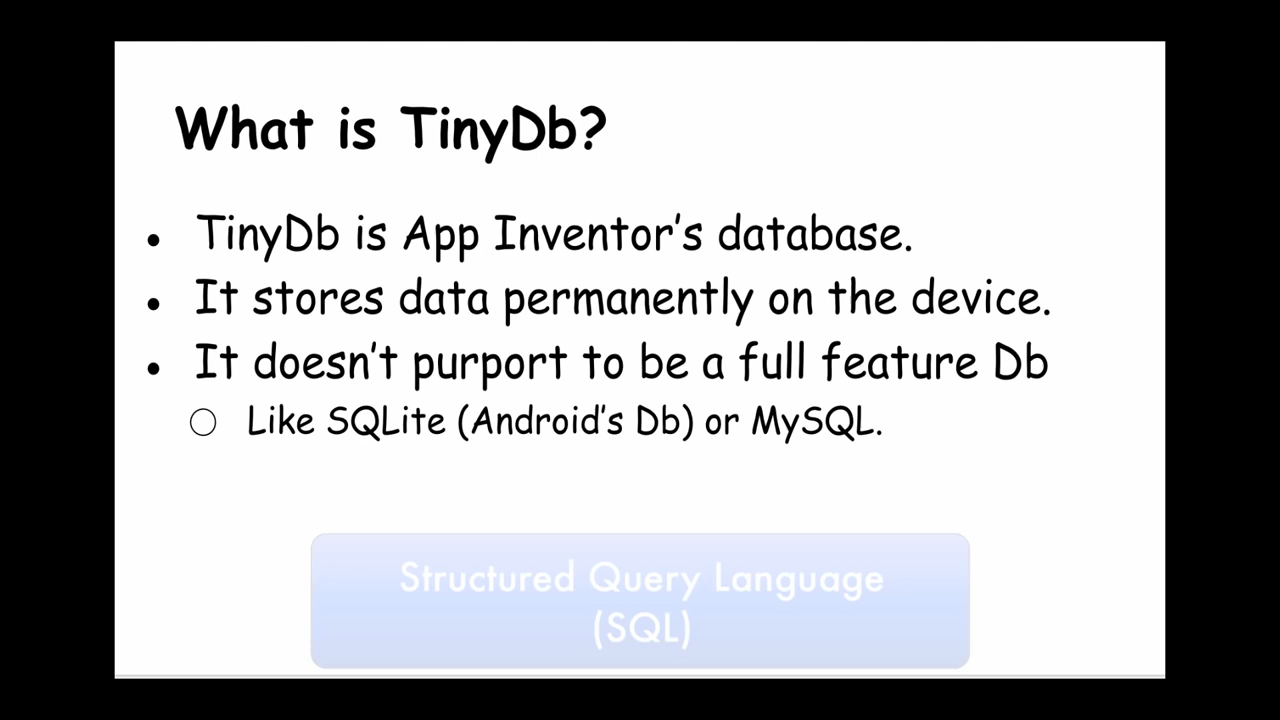 What is TinyDb?
• TinyDb is App Inventor's database.
• It stores data permanently on the device.
• It doesn't purport to be a full feature Db
○ Like SQLite (Android's Db) or MySQL.
Structured Query Language
(SQL)